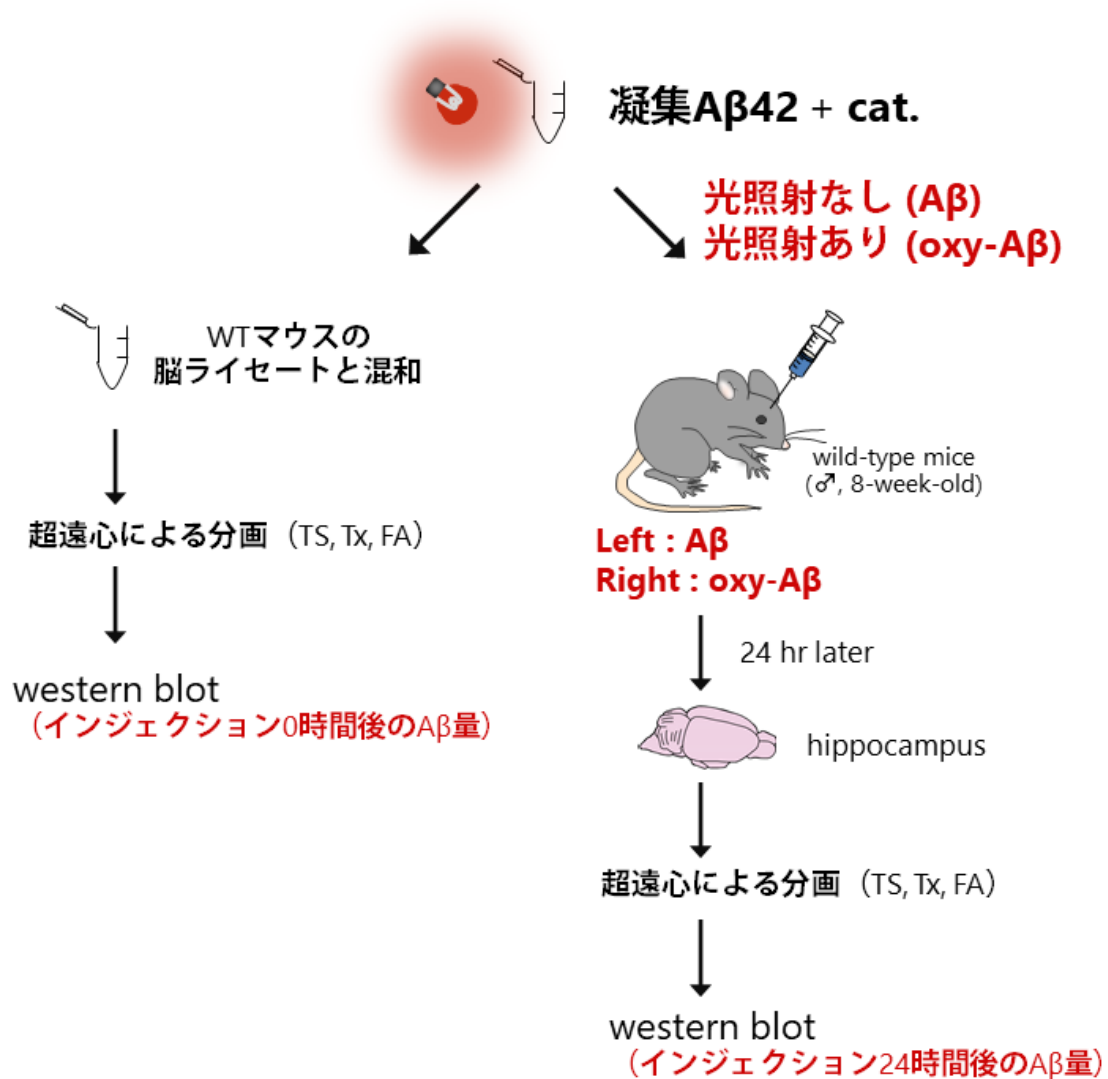 凝集Aβ42 + cat.
光照射なし (Aβ)
光照射あり (oxy-Aβ)
WTマウスの
脳ライセートと混和
超遠心による分画（TS, Tx, FA）
western blot
（インジェクション0時間後のAβ量）
wild-type mice
(♂, 8-week-old)
Left : Aβ
Right : oxy-Aβ
24 hr later
hippocampus
超遠心による分画（TS, Tx, FA）
western blot
（インジェクション24時間後のAβ量）